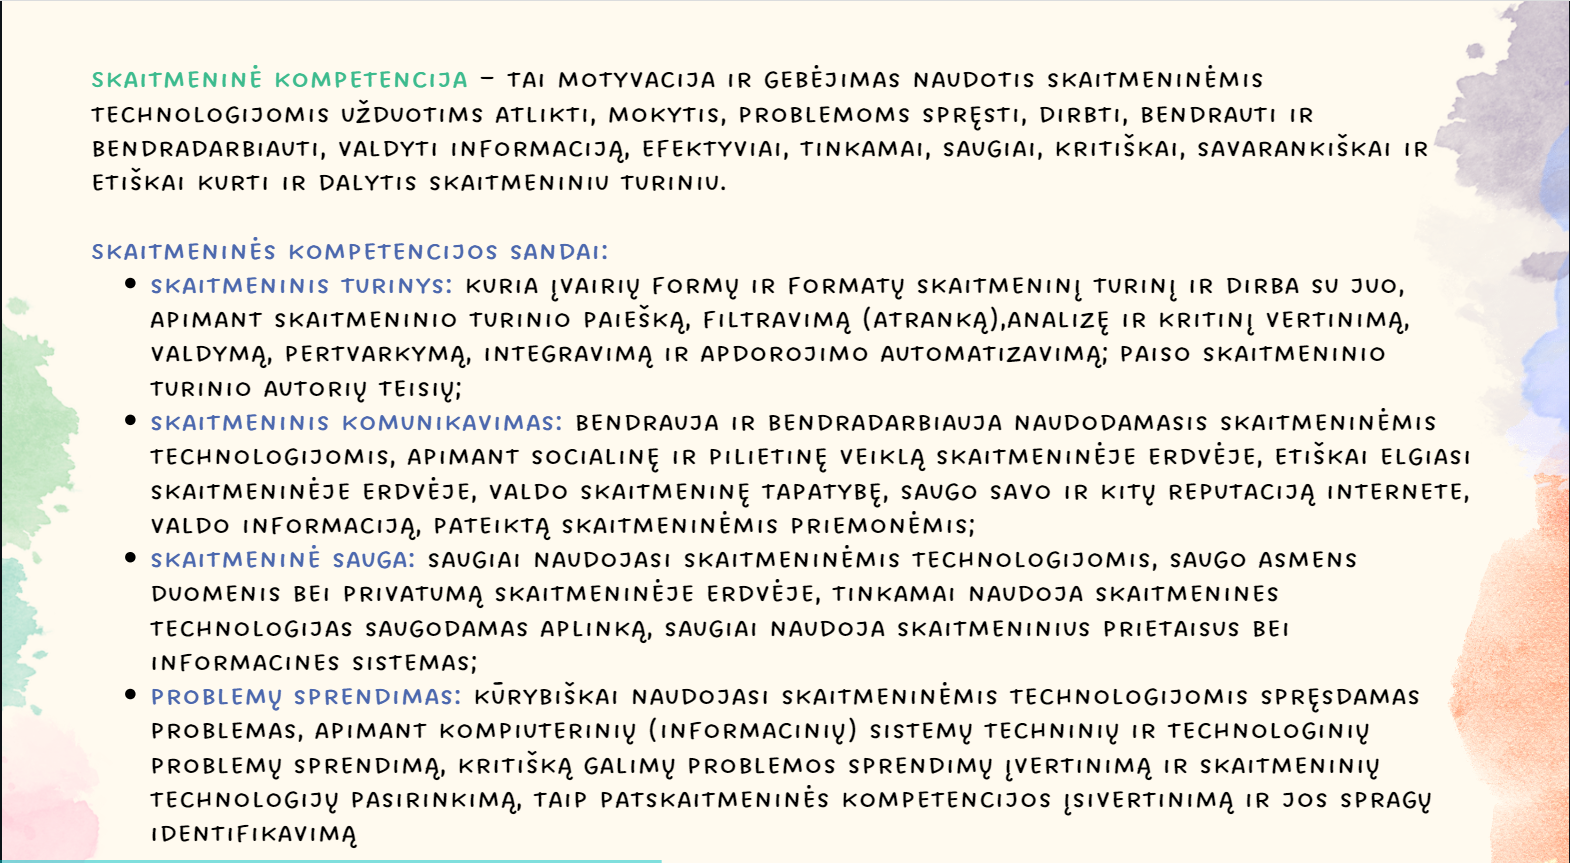 SKAITMENINĖ KOMPETENCIJA – TAI MOTYVACIJA IR GEBĖJIMAS NAUDOTIS SKAITMENINĖMIS
TECHNOLOGIJOMIS UŽDUOTIMS ATLIKTI, MOKYTIS, PROBLEMOMS SPRĘSTI, DIRBTI, BENDRAUTI IR
BENDRADARBIAUTI, VALDYTI INFORMACIJĄ, EFEKTYVIAI, TINKAMAI, SAUGIAI, KRITIŠKAI, SAVARANKIŠKAI IR
ETIŠKAI KURTI IR DALYTIS SKAITMENINIU TURINIU.
SKAITMENINĖS KOMPETENCIJOS SANDAI:
• SKAITMENINIS TURINYS: KURIA ĮVAIRIŲ FORMŲ IR FORMATŲ SKAITMENINĮ TURINĮ IR DIRBA SU JUO,
APIMANT SKAITMENINIO TURINIO PAIEŠKĄ, FILTRAVIMĄ (ATRANKĄ),ANALIZĘ IR KRITINĮ VERTINIMĄ,
VALDYMĄ, PERTVARKYMĄ, INTEGRAVIMĄ IR APDOROJIMO AUTOMATIZAVIMĄ; PAISO SKAITMENINIO
TURINIO AUTORIŲ TEISIŲ;
• SKAITMENINIS KOMUNIKAVIMAS: BENDRAUJA IR BENDRADARBIAUJA NAUDODAMASIS SKAITMENINĖMIS
TECHNOLOGIJOMIS, APIMANT SOCIALINĘ IR PILIETINĘ VEIKLĄ SKAITMENINĖJE ERDVĖJE, ETIŠKAI ELGIASI
SKAITMENINĖJE ERDVĖJE, VALDO SKAITMENINĘ TAPATYBĘ, SAUGO SAVO IR KITŲ REPUTACIJĄ INTERNETE,
VALDO INFORMACIJĄ, PATEIKTĄ SKAITMENINĖMIS PRIEMONĖMIS;
• SKAITMENINĖ SAUGA: SAUGIAI NAUDOJASI SKAITMENINĖMIS TECHNOLOGIJOMIS, SAUGO ASMENS
DUOMENIS BEI PRIVATUMĄ SKAITMENINĖJE ERDVĖJE, TINKAMAI NAUDOJA SKAITMENINES
TECHNOLOGIJAS SAUGODAMAS APLINKĄ, SAUGIAI NAUDOJA SKAITMENINIUS PRIETAISUS BEI
INFORMACINES SISTEMAS;
• PROBLEMŲ SPRENDIMAS: KŪRYBIŠKAI NAUDOJASI SKAITMENINĖMIS TECHNOLOGIJOMIS SPRĘSDAMAS
PROBLEMAS, APIMANT KOMPIUTERINIŲ (INFORMACINIŲ) SISTEMŲ TECHNINIŲ IR TECHNOLOGINIŲ
PROBLEMŲ SPRENDIMĄ, KRITIŠKĄ GALIMŲ PROBLEMOS SPRENDIMŲ ĮVERTINIMĄ IR SKAITMENINIŲ
TECHNOLOGIJŲ PASIRINKIMĄ, TAIP PATSKAITMENINĖS KOMPETENCIJOS ĮSIVERTINIMĄ IR JOS SPRAGŲ
IDENTIFIKAVIMĄ